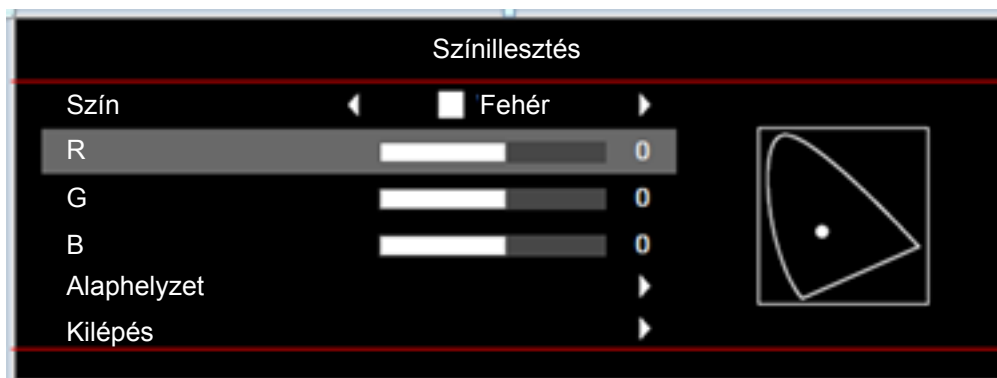 Színillesztés
Szín Fehér
R 0
G 0
B 0
Alaphelyzet
Kilépés